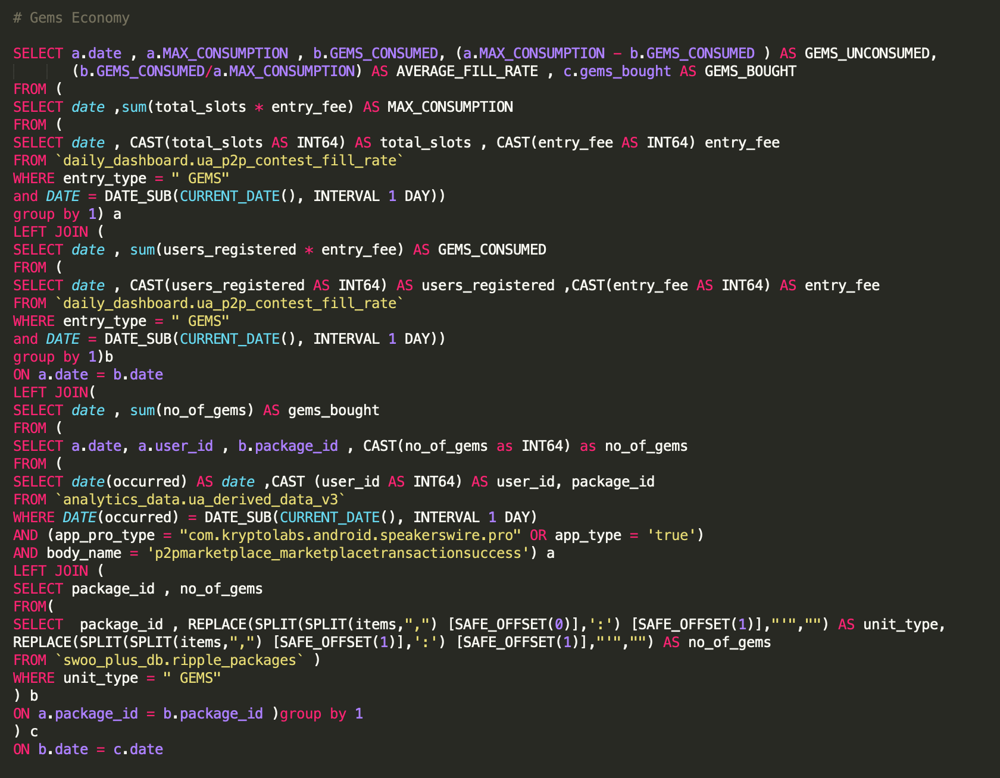 # Gems Economy
SELECT a.date , a.MAX_CONSUMPTION , b.GEMS_CONSUMED, (a.MAX_CONSUMPTION - b.GEMS_CONSUMED ) AS GEMS_UNCONSUMED,
(b.GEMS_CONSUMED/a.MAX_CONSUMPTION) AS AVERAGE_FILL_RATE , c.gems_bought AS GEMS_BOUGHT
FROM (
SELECT date ,sum(total_slots * entry_fee) AS MAX_CONSUMPTION
FROM (
SELECT date , CAST(total_slots AS INT64) AS total_slots , CAST(entry_fee AS INT64) entry_fee
FROM `daily_dashboard.ua_p2p_contest_fill_rate`
WHERE entry_type = " GEMS"
and DATE = DATE_SUB(CURRENT_DATE(), INTERVAL 1 DAY))
group by 1) a
LEFT JOIN (
SELECT date , sum(users_registered * entry_fee) AS GEMS_CONSUMED
FROM (
SELECT date , CAST(users_registered AS INT64) AS users_registered ,CAST(entry_fee AS INT64) AS entry_fee
FROM `daily_dashboard.ua_p2p_contest_fill_rate`
WHERE entry_type = " GEMS"
and DATE = DATE_SUB(CURRENT_DATE(), INTERVAL 1 DAY))
group by 1)b
ON a.date = b.date
LEFT JOIN(
SELECT date , sum(no_of_gems) AS gems_bought
FROM (
SELECT a.date, a.user_id , b.package_id , CAST(no_of_gems as INT64) as no_of_gems
FROM (
SELECT date(occurred) AS date ,CAST (user_id AS INT64) AS user_id, package_id
FROM `analytics_data.ua_derived_data_v3`
WHERE DATE(occurred) = DATE_SUB(CURRENT_DATE(), INTERVAL 1 DAY)
AND (app_pro_type = "com.kryptolabs.android.speakerswire.pro" OR app_type = 'true')
AND body_name = 'p2pmarketplace_marketplacetransactionsuccess') a
LEFT JOIN (
SELECT package_id , no_of_gems
FROM(
SELECT  package_id , REPLACE(SPLIT(SPLIT(items,",") [SAFE_OFFSET(0)],':') [SAFE_OFFSET(1)],"'","") AS unit_type,
REPLACE(SPLIT(SPLIT(items,",") [SAFE_OFFSET(1)],':') [SAFE_OFFSET(1)],"'","") AS no_of_gems
FROM `swoo_plus_db.ripple_packages` )
WHERE unit_type = " GEMS"
) b
ON a.package_id = b.package_id )group by 1
) c
ON b.date = c.date